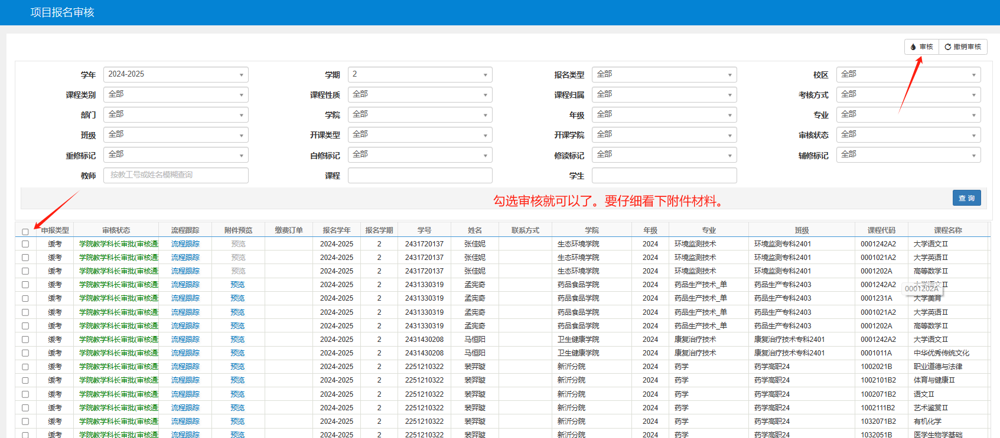 项目报名审核
审核 撤销审核
学年 2024-2025 学期 2 报名类型 全部 校区 全部
课程类别 全部 课程性质 全部 课程归属 全部 考核方式 全部
部门 全部 学院 全部 年级 全部 专业 全部
班级 全部 开课类型 全部 开课学院 全部 审核状态 全部
重修标记 全部 自修标记 全部 修读标记 全部 辅修标记 全部
教师 按教工号或姓名模糊查询 课程 学生
勾选审核就可以了。要仔细看下附件材料。 查 询
申报类型 审核状态 流程跟踪 附件预览 缴费订单 报名学年 报名学期 学号 姓名 联系方式 学院 年级 专业 班级 课程代码 课程名称
缓考 学院教学科长审批(审核通 流程跟踪 预览 2024-2025 2 2431720137 张佳妮 生态环境学院 2024 环境监测技术 环境监测专科2401 0001242A2 大学语文Ⅱ
缓考 学院教学科长审批(审核通 流程跟踪 预览 2024-2025 2 2431720137 张佳妮 生态环境学院 2024 环境监测技术 环境监测专科2401 0001021A2 大学英语Ⅱ
缓考 学院教学科长审批(审核通 流程跟踪 预览 2024-2025 2 2431720137 张佳妮 生态环境学院 2024 环境监测技术 环境监测专科2401 0001202A 高等数学Ⅱ
缓考 学院教学科长审批(审核通 流程跟踪 预览 2024-2025 2 2431330319 孟宪奇 药品食品学院 2024 药品生产技术_单 药品生产专科2403 0001242A2 大学语文Ⅱ
0001202A
缓考 学院教学科长审批(审核通 流程跟踪 预览 2024-2025 2 2431330319 孟宪奇 药品食品学院 2024 药品生产技术_单 药品生产专科2403 0001231A 大学美育
缓考 学院教学科长审批(审核通 流程跟踪 预览 2024-2025 2 2431330319 孟宪奇 药品食品学院 2024 药品生产技术_单 药品生产专科2403 0001021A2 大学英语Ⅱ
缓考 学院教学科长审批(审核通 流程跟踪 预览 2024-2025 2 2431330319 孟宪奇 药品食品学院 2024 药品生产技术_单 药品生产专科2403 0001202A 高等数学Ⅱ
缓考 学院教学科长审批(审核通 流程跟踪 预览 2024-2025 2 2431430208 马恒阳 卫生健康学院 2024 康复治疗技术 康复治疗技术专科2401 0001242A2 大学语文Ⅱ
缓考 学院教学科长审批(审核通 流程跟踪 预览 2024-2025 2 2431430208 马恒阳 卫生健康学院 2024 康复治疗技术 康复治疗技术专科2401 0001011A 中华优秀传统文化
缓考 学院教学科长审批(审核通 流程跟踪 预览 2024-2025 2 2251210322 裴羿璇 新沂分院 2024 药学 药学高职24 1002021B 职业道德与法律
缓考 学院教学科长审批(审核通 流程跟踪 预览 2024-2025 2 2251210322 裴羿璇 新沂分院 2024 药学 药学高职24 1002101B2 体育与健康Ⅱ
缓考 学院教学科长审批(审核通 流程跟踪 预览 2024-2025 2 2251210322 裴羿璇 新沂分院 2024 药学 药学高职24 1002071B2 语文Ⅱ
缓考 学院教学科长审批(审核通 流程跟踪 预览 2024-2025 2 2251210322 裴羿璇 新沂分院 2024 药学 药学高职24 1002111B2 艺术鉴赏Ⅱ
缓考 学院教学科长审批(审核通 流程跟踪 预览 2024-2025 2 2251210322 裴羿璇 新沂分院 2024 药学 药学高职24 1032071B2 有机化学
缓考 学院教学科长审批(审核通 流程跟踪 预览 2024-2025 2 2251210322 裴羿璇 新沂分院 2024 药学 药学高职24 1032051B 医学生物学基础